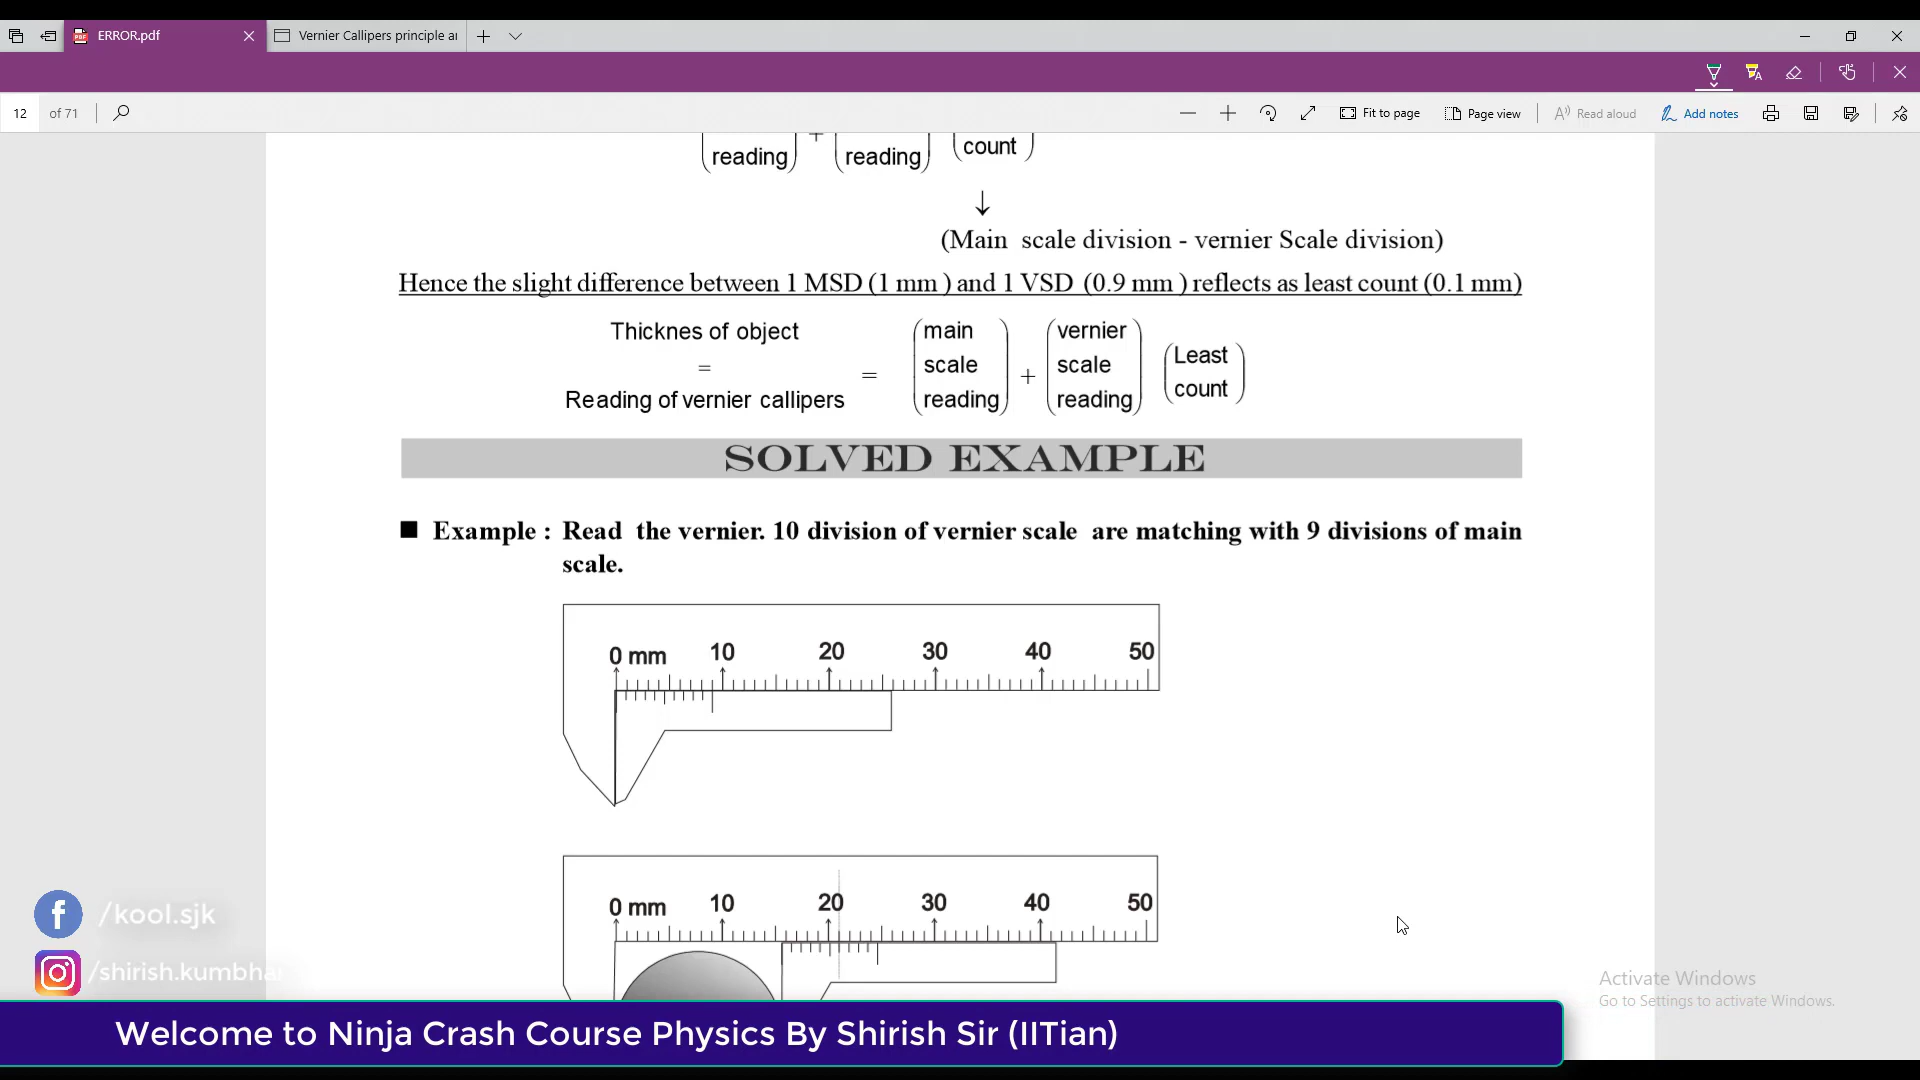 ERROR.pdf
Vernier Callipers principle ar
12 of 71
Fit to page
Page view
Read aloud
Add notes
reading + reading count
↓
(Main scale division - vernier Scale division)
Hence the slight difference between 1 MSD (1 mm ) and 1 VSD (0.9 mm ) reflects as least count (0.1 mm)
Thicknes of object
=
Reading of vernier callipers
=
main
scale
reading
+
vernier
scale
reading
Least
count
SOLVED EXAMPLE
■ Example : Read the vernier. 10 division of vernier scale are matching with 9 divisions of main
scale.
0 mm 10 20 30 40 50
0 mm 10 20 30 40 50
/kool.sjk
/shirish.kumbhar
Activate Windows
Go to Settings to activate Windows.
Welcome to Ninja Crash Course Physics By Shirish Sir (IITian)